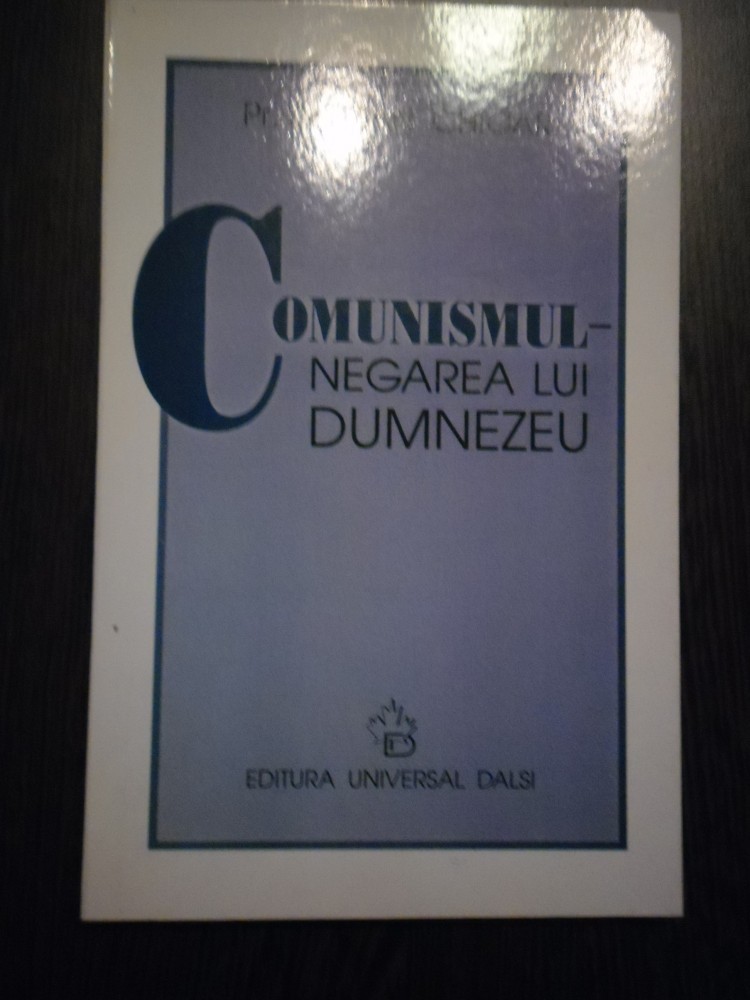 COMUNISMUL–
NEGAREA LUI
DUMNEZEU
EDITURA UNIVERSAL DALSI